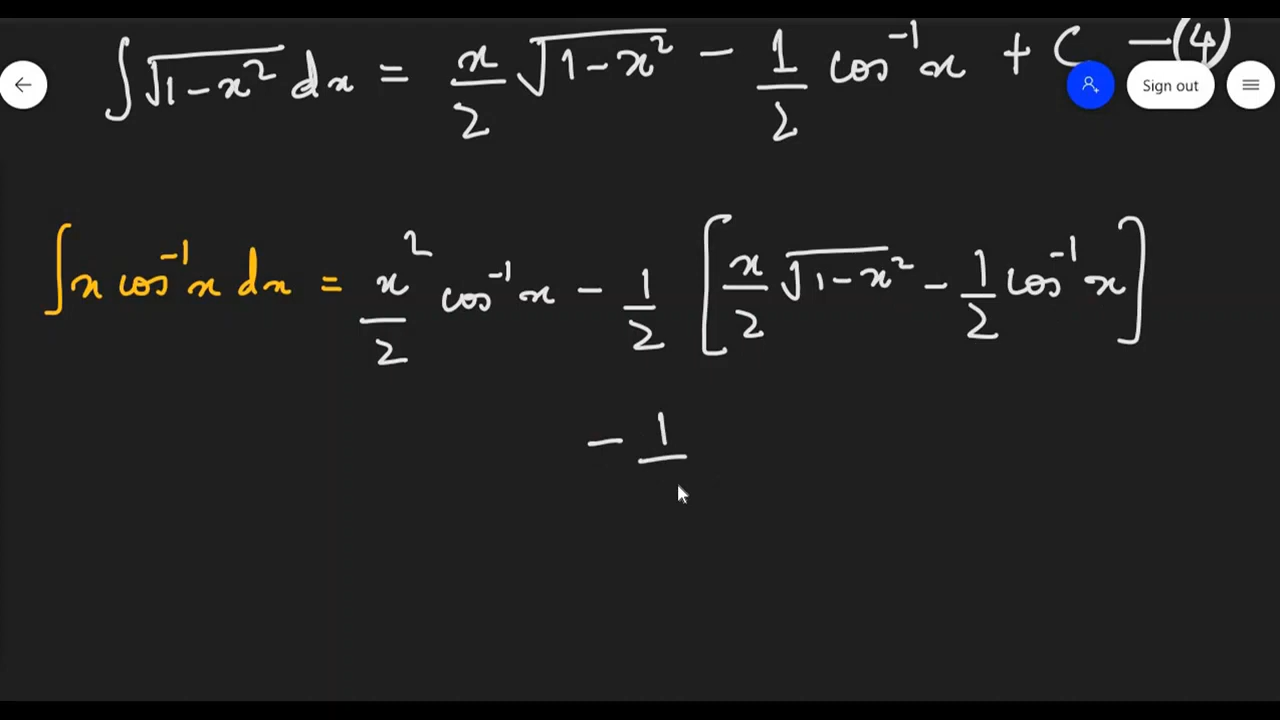 ∫√(1-x²) dx = x/2 √(1-x²) - 1/2 cos⁻¹x + C —(4)
Sign out
∫x cos⁻¹x dx = x²/2 cos⁻¹x - 1/2 [x/2 √(1-x²) - 1/2 cos⁻¹x]
- 1/